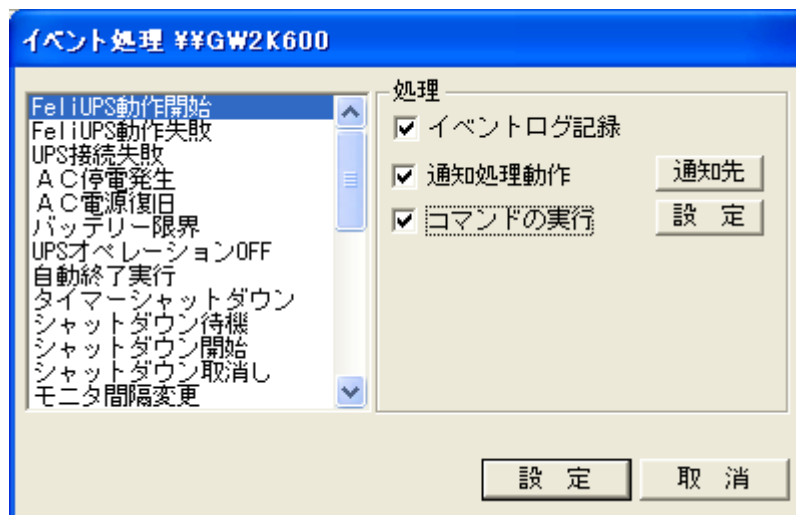 イベント処理 ¥¥GW2K600
FeliUPS動作開始
FeliUPS動作失敗
UPS接続失敗
ＡＣ停電発生
ＡＣ電源復旧
バッテリー限界
UPSオペレーションOFF
自動終了実行
タイマーシャットダウン
シャットダウン待機
シャットダウン開始
シャットダウン取消し
モニタ間隔変更
処理
イベントログ記録
通知処理動作
通知先
コマンドの実行
設　定
設　定
取　消